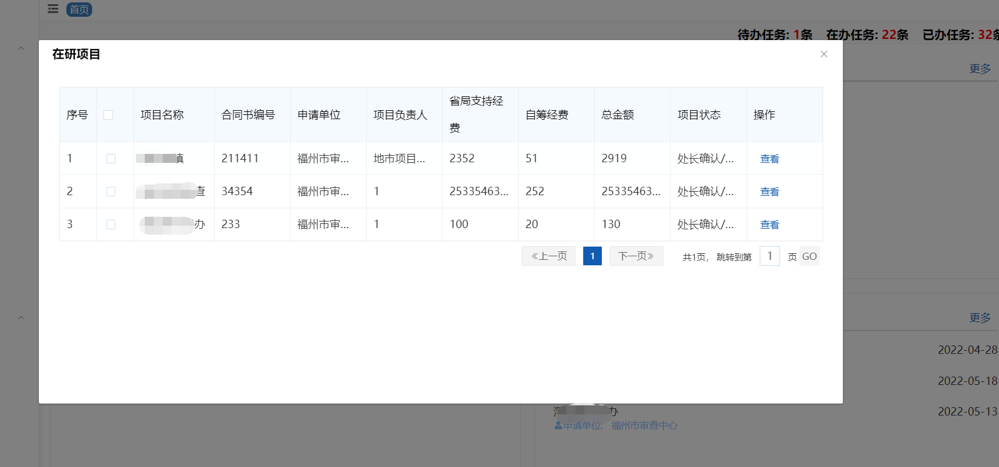 首页
待办任务: 1条 在办任务: 22条 已办任务: 32条
在研项目
更多
序号 项目名称 合同书编号 申请单位 项目负责人 省局支持经费 自筹经费 总金额 项目状态 操作
1 镇 211411 福州市审... 地市项目... 2352 51 2919 处长确认/... 查看
2 查 34354 福州市审... 1 25335463... 252 25335463... 处长确认/... 查看
3 办 233 福州市审... 1 100 20 130 处长确认/... 查看
《上一页 1 下一页》 共1页， 跳转到第 1 页 GO
更多
2022-04-28
2022-05-18
办 2022-05-13
申请单位: 福州市审查中心